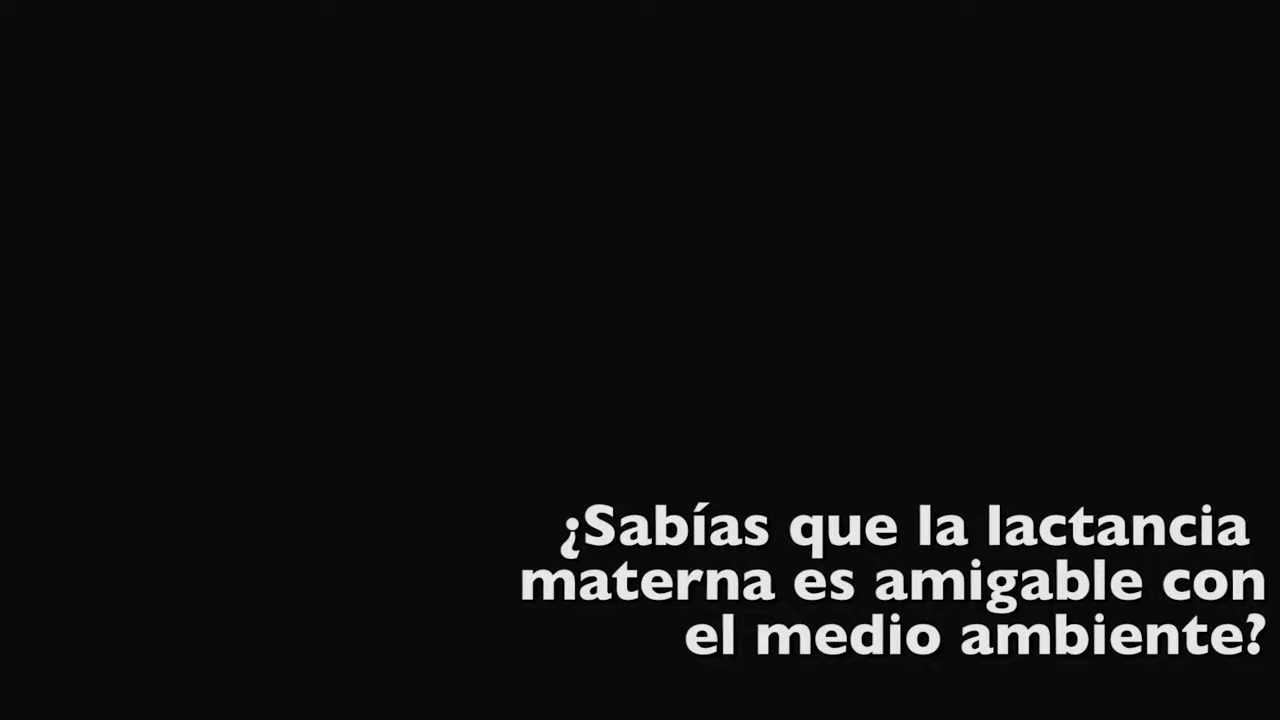 ¿Sabías que la lactancia
materna es amigable con
el medio ambiente?